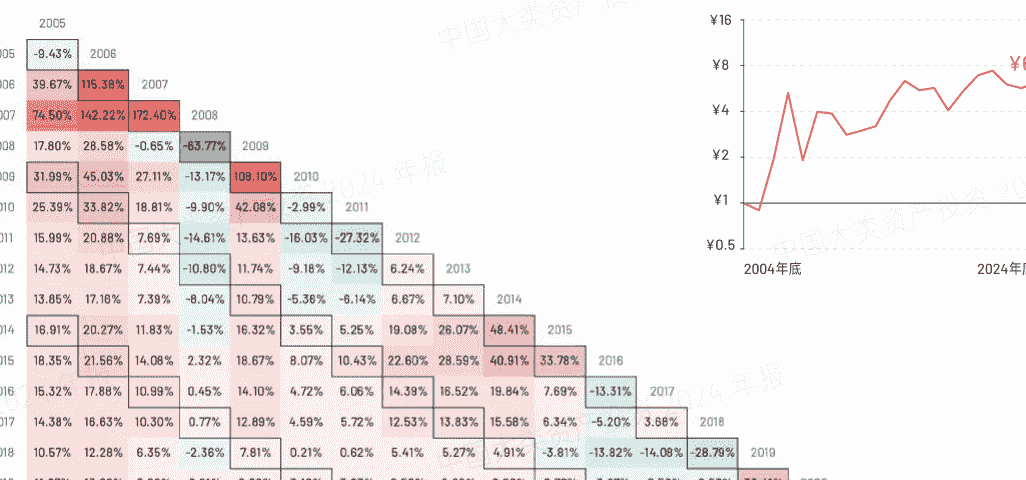 2005
-9.43% 2006
39.67% 115.38% 2007
74.50% 142.22% 172.40% 2008
17.80% 28.58% -0.65% -63.77% 2009
31.99% 45.03% 27.11% -13.17% 108.10% 2010
25.39% 33.82% 18.81% -9.90% 42.08% -2.99% 2011
15.99% 20.88% 7.69% -14.61% 13.63% -16.03% -27.32% 2012
14.73% 18.67% 7.44% -10.80% 11.74% -9.18% -12.13% 6.24% 2013
13.85% 17.16% 7.39% -8.04% 10.79% -5.36% -6.14% 6.67% 7.10% 2014
16.91% 20.27% 11.83% -1.53% 16.32% 3.55% 5.25% 19.08% 26.07% 48.41% 2015
18.35% 21.56% 14.08% 2.32% 18.67% 8.07% 10.43% 22.60% 28.59% 40.91% 33.78% 2016
15.32% 17.88% 10.99% 0.45% 14.10% 4.72% 6.06% 14.39% 16.52% 19.84% 7.69% -13.31% 2017
14.38% 16.63% 10.30% 0.77% 12.89% 4.59% 5.72% 12.53% 13.83% 15.58% 6.34% -5.20% 3.68% 2018
10.57% 12.28% 6.35% -2.36% 7.81% 0.21% 0.62% 5.41% 5.27% 4.91% -3.81% -13.82% -14.08% -28.79% 2019
¥16
¥8
¥4
¥2
¥1
¥0.5
2004年底 2024年底